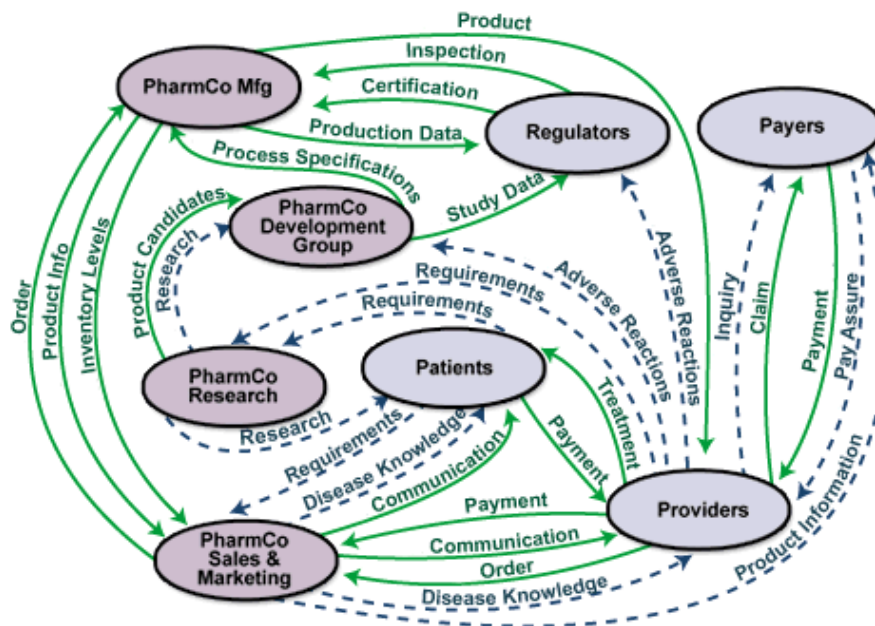 Product
Inspection
PharmCo Mfg
Certification
Regulators
Payers
Production Data
Process Specifications
Study Data
PharmCo
Development
Group
Product Candidates
Research
Order
Product Info
Inventory Levels
Requirements
Requirements
Adverse Reactions
Adverse Reactions
Inquiry
Claim
Payment
Pay Assure
PharmCo
Research
Patients
Treatment
Research
Requirements
Disease Knowledge
Communication
Payment
Product Information
Providers
Payment
Communication
Order
PharmCo
Sales &
Marketing
Disease Knowledge